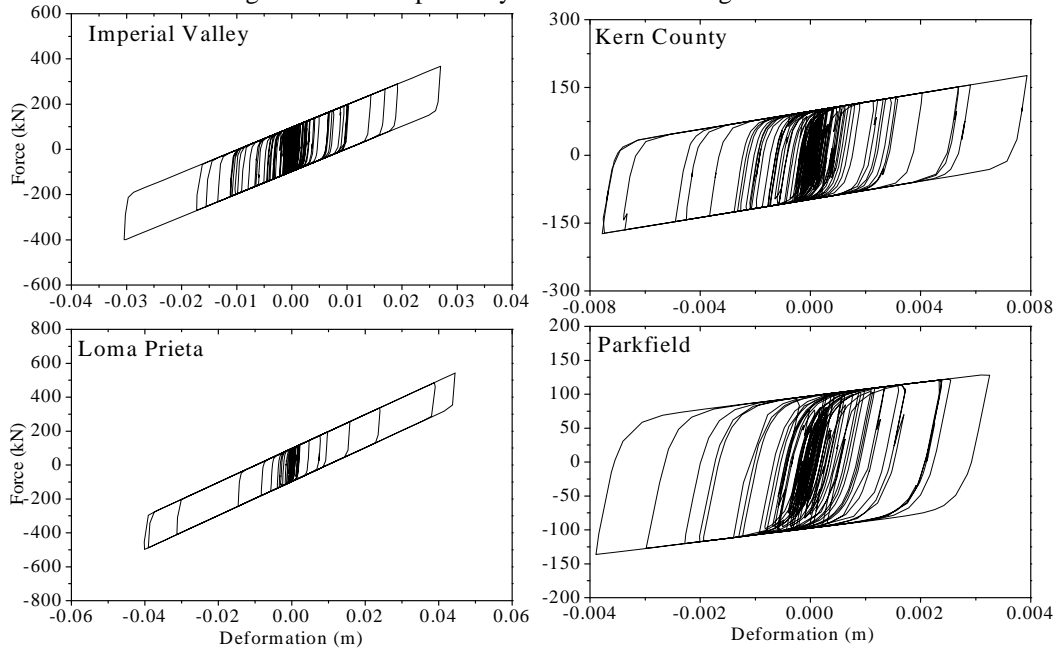 Imperial Valley
Force (kN)
600
400
200
0
-200
-400
-600
-0.04 -0.03 -0.02 -0.01 0.00 0.01 0.02 0.03 0.04
Kern County
300
150
0
-150
-300
-0.008 -0.004 0.000 0.004 0.008
Loma Prieta
Force (kN)
800
600
400
200
0
-200
-400
-600
-800
-0.06 -0.04 -0.02 0.00 0.02 0.04 0.06
Deformation (m)
Parkfield
200
150
100
50
0
-50
-100
-150
-200
-0.004 -0.002 0.000 0.002 0.004
Deformation (m)